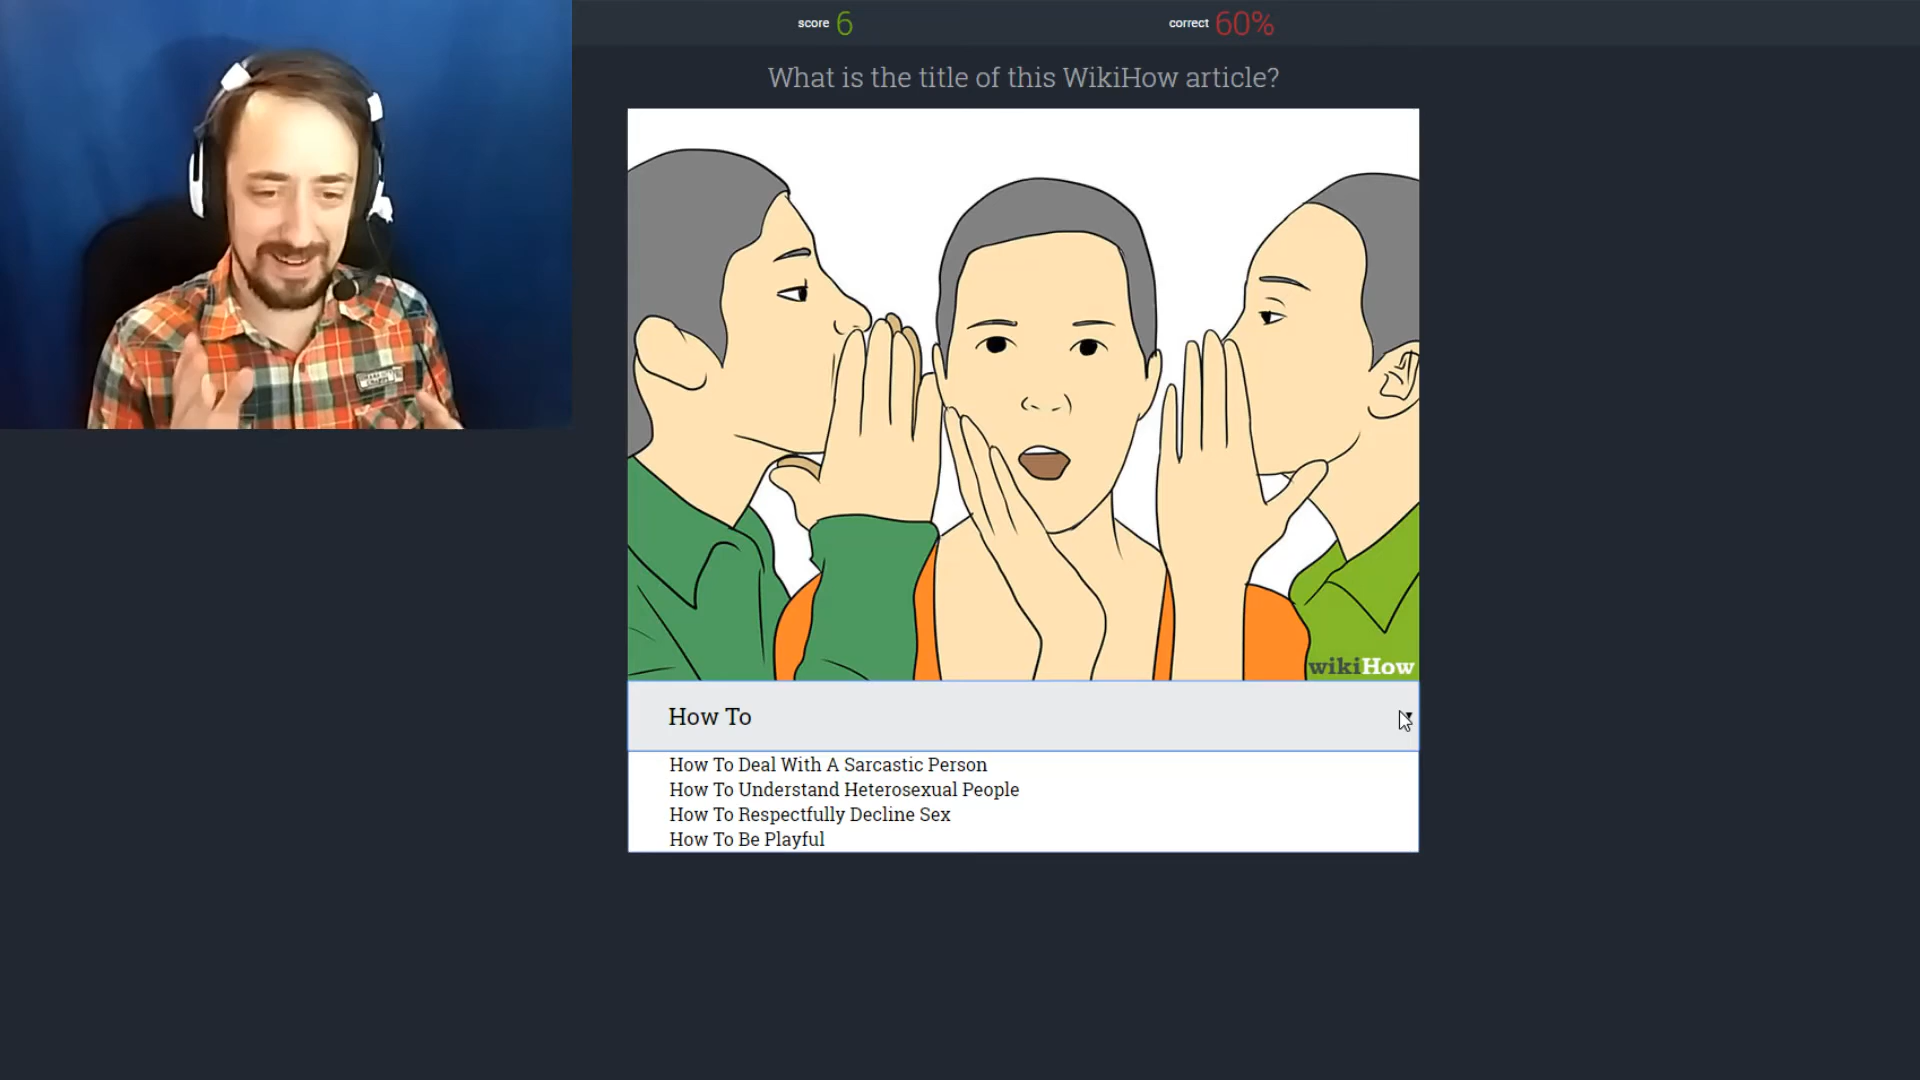 score 6
correct 60%
What is the title of this WikiHow article?
wikiHow
How To
How To Deal With A Sarcastic Person
How To Understand Heterosexual People
How To Respectfully Decline Sex
How To Be Playful